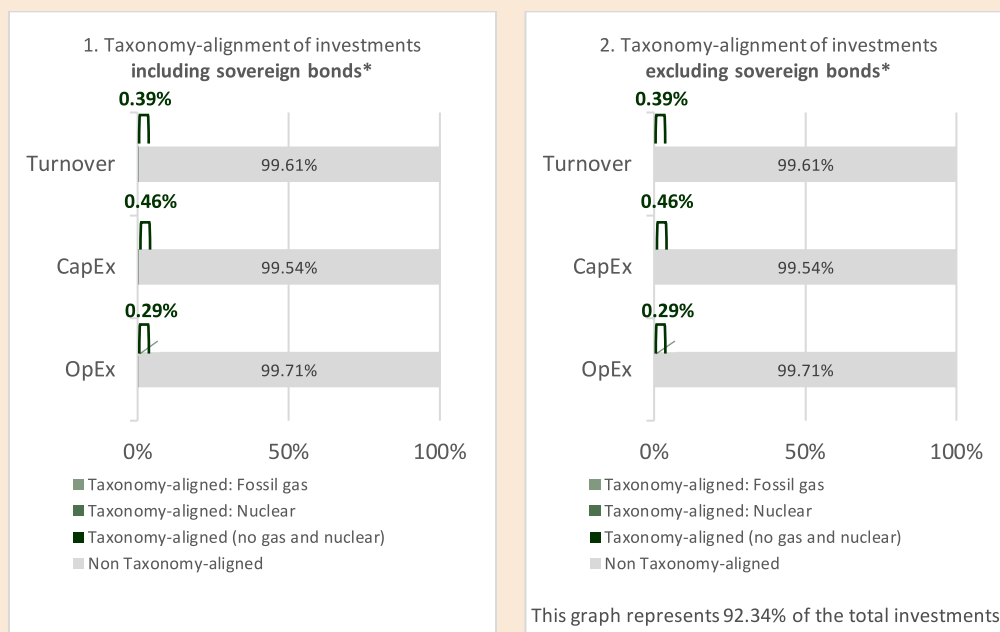 1. Taxonomy-alignment of investments
including sovereign bonds*
0.39%
Turnover
99.61%
0.46%
CapEx
99.54%
0.29%
OpEx
99.71%
0%
50%
100%
Taxonomy-aligned: Fossil gas
Taxonomy-aligned: Nuclear
Taxonomy-aligned (no gas and nuclear)
Non Taxonomy-aligned
2. Taxonomy-alignment of investments
excluding sovereign bonds*
0.39%
Turnover
99.61%
0.46%
CapEx
99.54%
0.29%
OpEx
99.71%
0%
50%
100%
Taxonomy-aligned: Fossil gas
Taxonomy-aligned: Nuclear
Taxonomy-aligned (no gas and nuclear)
Non Taxonomy-aligned
This graph represents 92.34% of the total investments